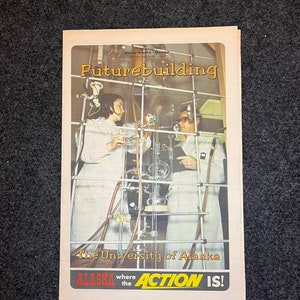 Futurebuilding
The University of Alaska
ALASKA where the ACTION IS!